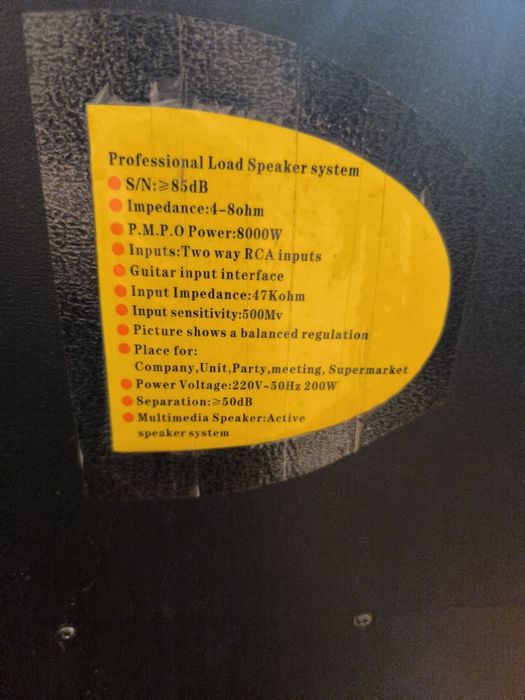 Professional Load Speaker system
S/N:≥85dB
Impedance:4-8ohm
P.M.P.O Power:8000W
Inputs:Two way RCA inputs
Guitar input interface
Input Impedance:47Kohm
Input sensitivity:500Mv
Picture shows a balanced regulation
Place for:
Company,Unit,Party,meeting, Supermarket
Power Voltage:220V~50Hz 200W
Separation:≥50dB
Multimedia Speaker:Active
speaker system